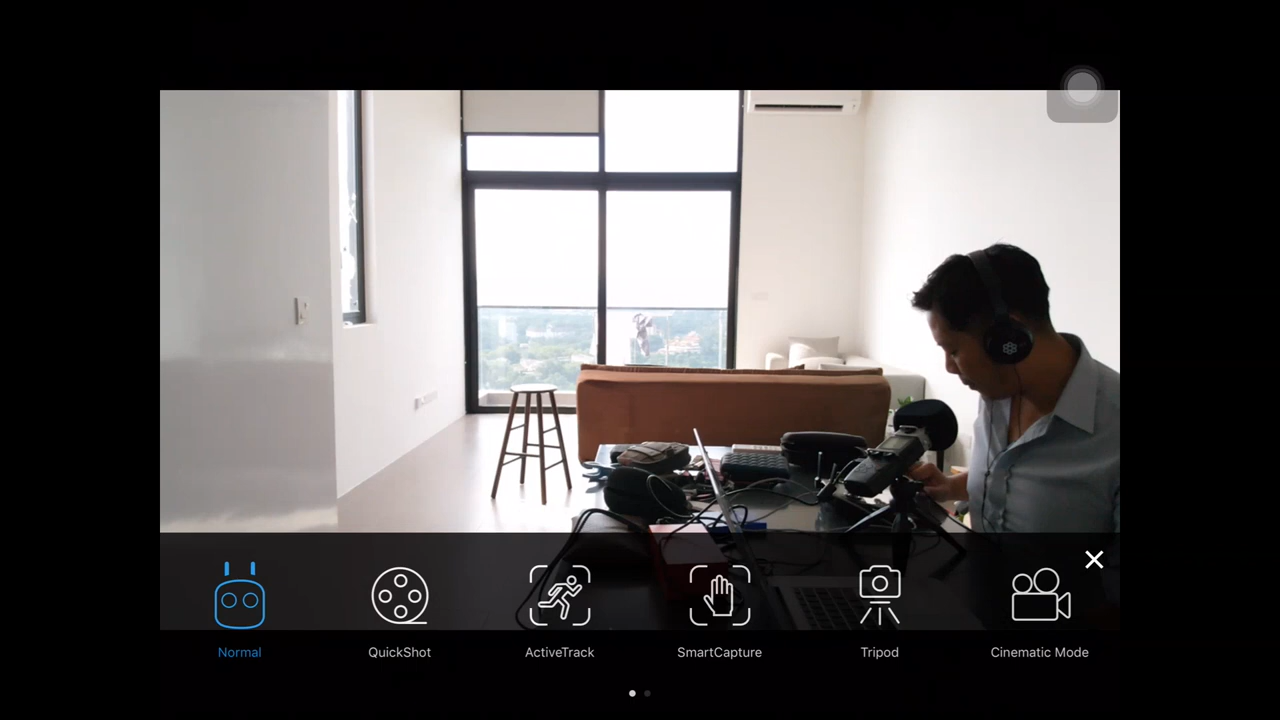 Normal
QuickShot
ActiveTrack
SmartCapture
Tripod
Cinematic Mode